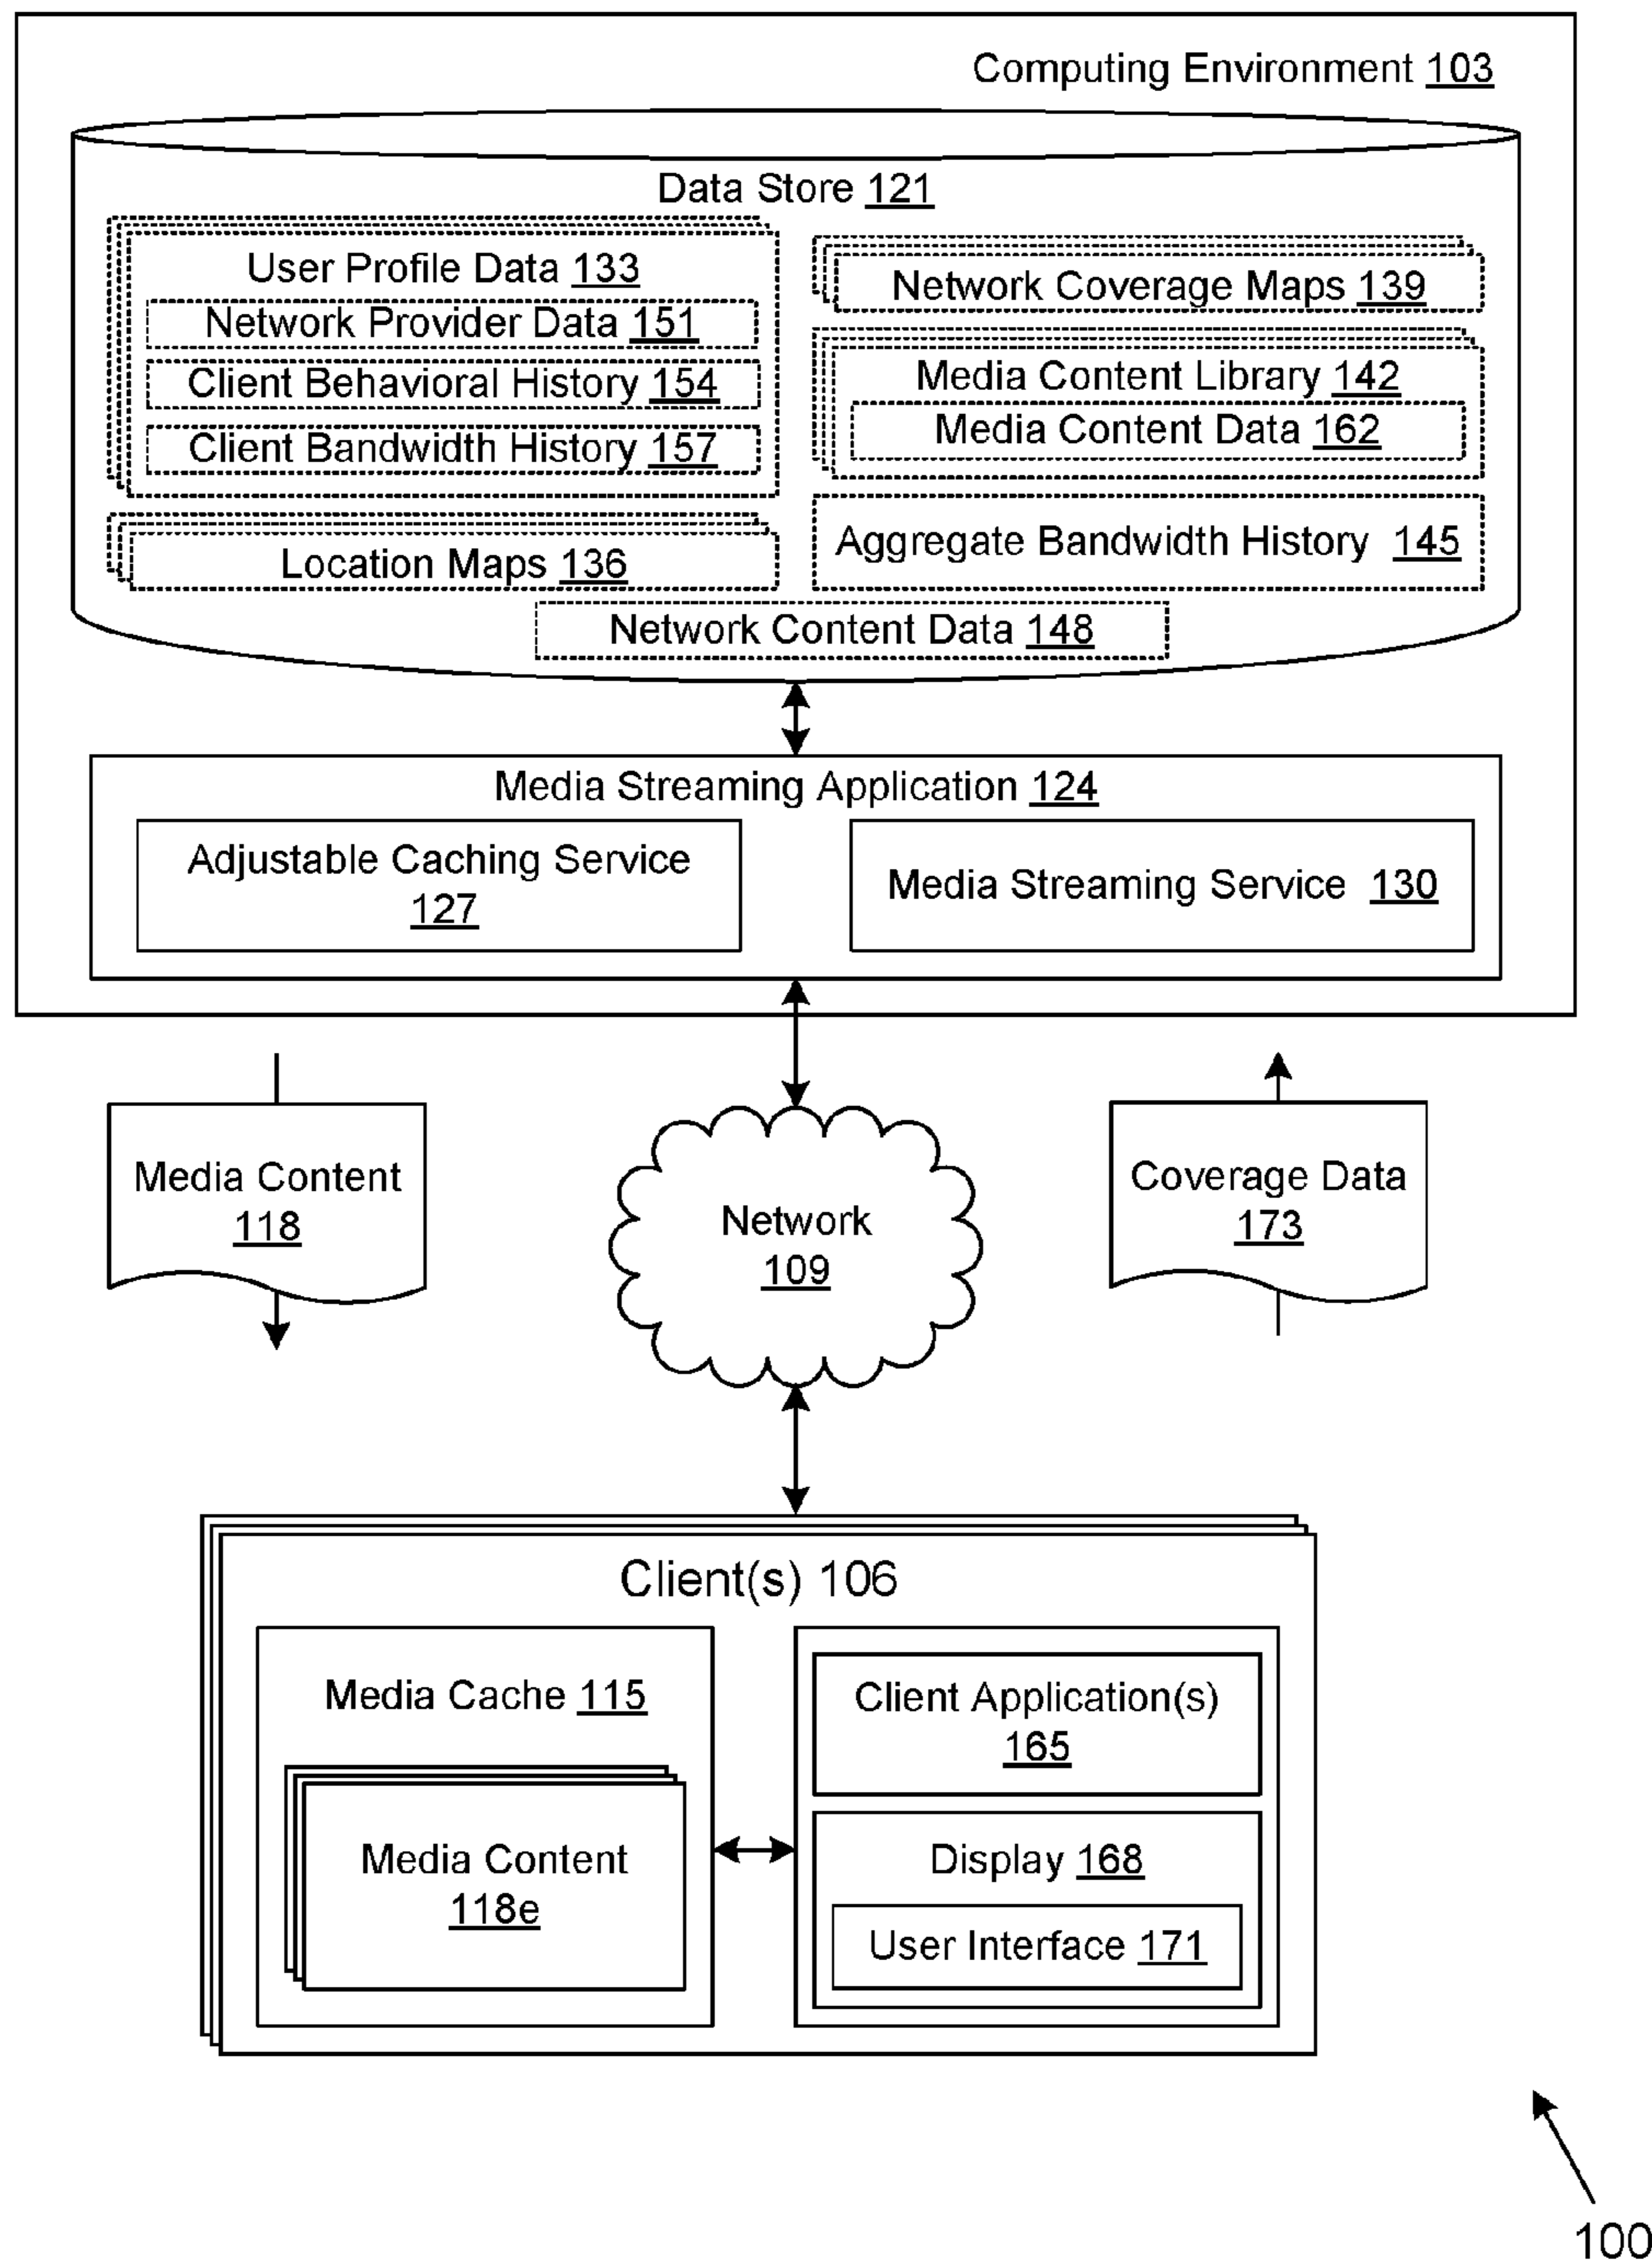 Computing Environment 103
Data Store 121
User Profile Data 133
Network Provider Data 151
Client Behavioral History 154
Client Bandwidth History 157
Location Maps 136
Network Coverage Maps 139
Media Content Library 142
Media Content Data 162
Aggregate Bandwidth History 145
Network Content Data 148
Media Streaming Application 124
Adjustable Caching Service
127
Media Streaming Service 130
Media Content
118
Network
109
Coverage Data
173
Client(s) 106
Media Cache 115
Media Content
118e
Client Application(s)
165
Display 168
User Interface 171
100